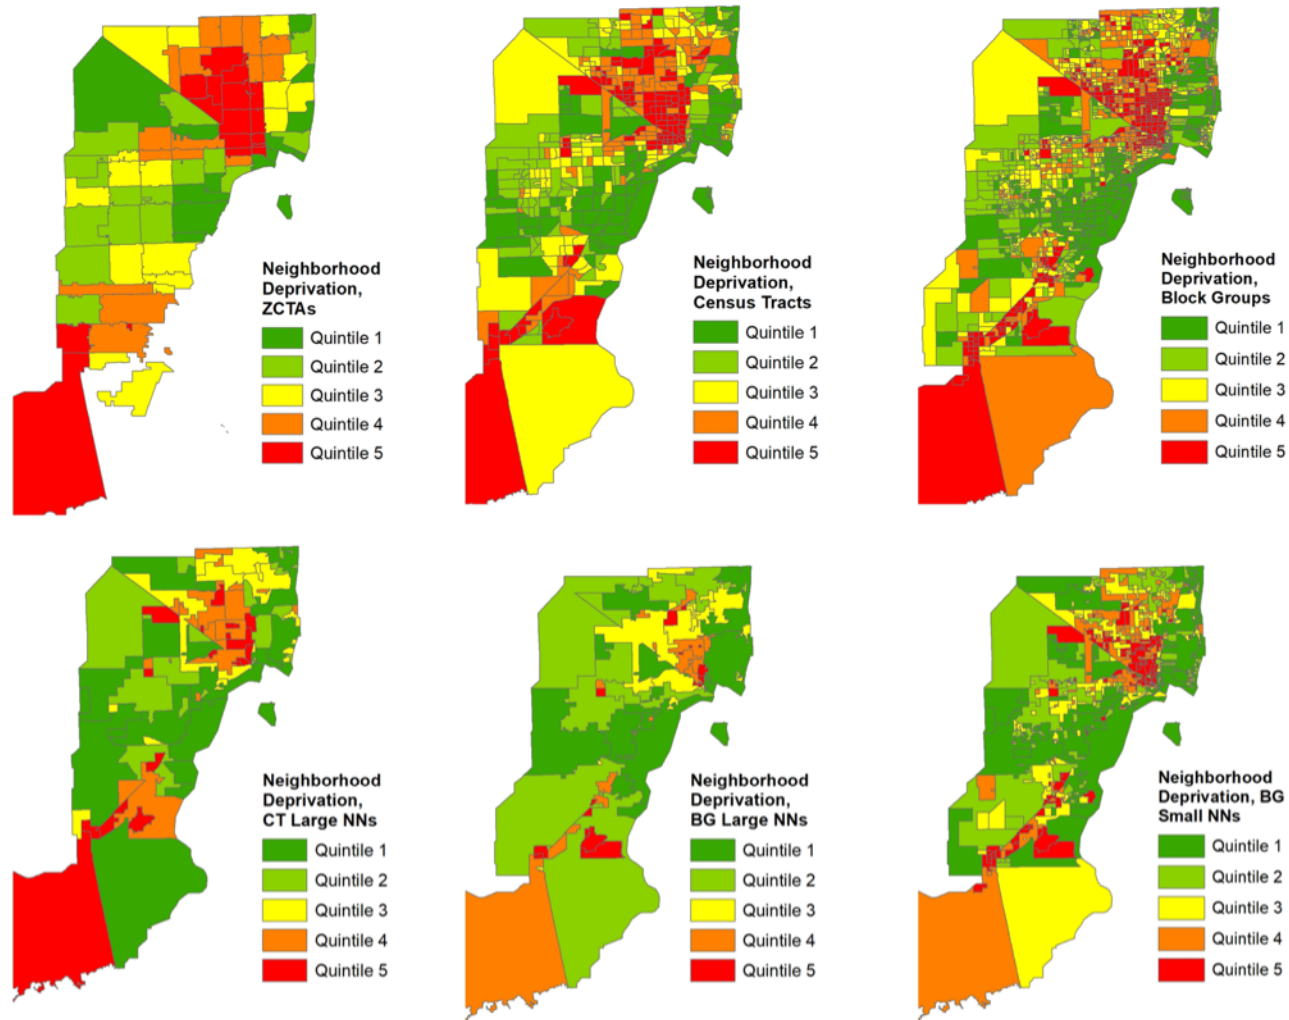 Neighborhood
Deprivation,
ZCTAs
Quintile 1
Quintile 2
Quintile 3
Quintile 4
Quintile 5
Neighborhood
Deprivation,
Census Tracts
Quintile 1
Quintile 2
Quintile 3
Quintile 4
Quintile 5
Neighborhood
Deprivation,
Block Groups
Quintile 1
Quintile 2
Quintile 3
Quintile 4
Quintile 5
Neighborhood
Deprivation,
CT Large NNs
Quintile 1
Quintile 2
Quintile 3
Quintile 4
Quintile 5
Neighborhood
Deprivation,
BG Large NNs
Quintile 1
Quintile 2
Quintile 3
Quintile 4
Quintile 5
Neighborhood
Deprivation, BG
Small NNs
Quintile 1
Quintile 2
Quintile 3
Quintile 4
Quintile 5